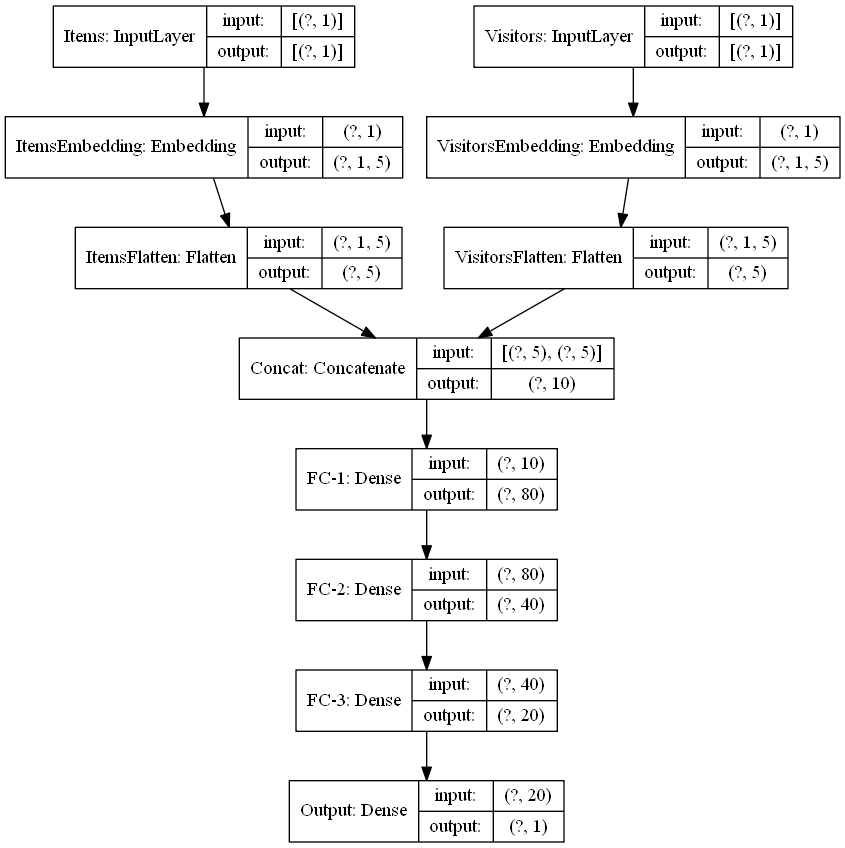 Items: InputLayer
input: [(?, 1)]
output: [(?, 1)]
Visitors: InputLayer
input: [(?, 1)]
output: [(?, 1)]
ItemsEmbedding: Embedding
input: (?, 1)
output: (?, 1, 5)
VisitorsEmbedding: Embedding
input: (?, 1)
output: (?, 1, 5)
ItemsFlatten: Flatten
input: (?, 1, 5)
output: (?, 5)
VisitorsFlatten: Flatten
input: (?, 1, 5)
output: (?, 5)
Concat: Concatenate
input: [(?, 5), (?, 5)]
output: (?, 10)
FC-1: Dense
input: (?, 10)
output: (?, 80)
FC-2: Dense
input: (?, 80)
output: (?, 40)
FC-3: Dense
input: (?, 40)
output: (?, 20)
Output: Dense
input: (?, 20)
output: (?, 1)